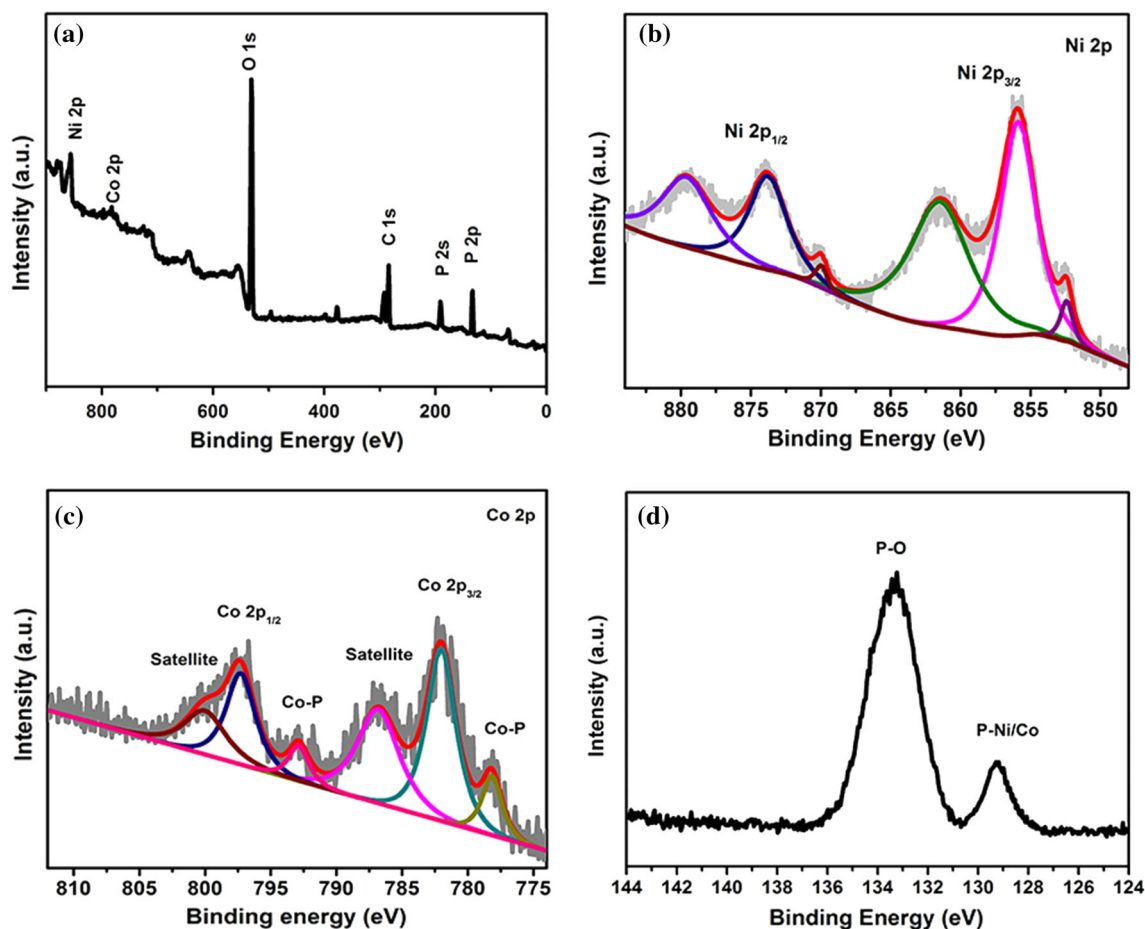 (a)
O 1s
Ni 2p
Co 2p
C 1s
P 2s
P 2p
Intensity (a.u.)
800 600 400 200 0
Binding Energy (eV)
(b)
Ni 2p
Ni 2p3/2
Ni 2p1/2
Intensity (a.u.)
880 875 870 865 860 855 850
Binding Energy (eV)
(c)
Co 2p
Co 2p3/2
Co 2p1/2
Satellite
Satellite
Co-P
Co-P
Intensity (a.u.)
810 805 800 795 790 785 780 775
Binding energy (eV)
(d)
P-O
P-Ni/Co
Intensity (a.u.)
144 142 140 138 136 134 132 130 128 126 124
Binding Energy (eV)